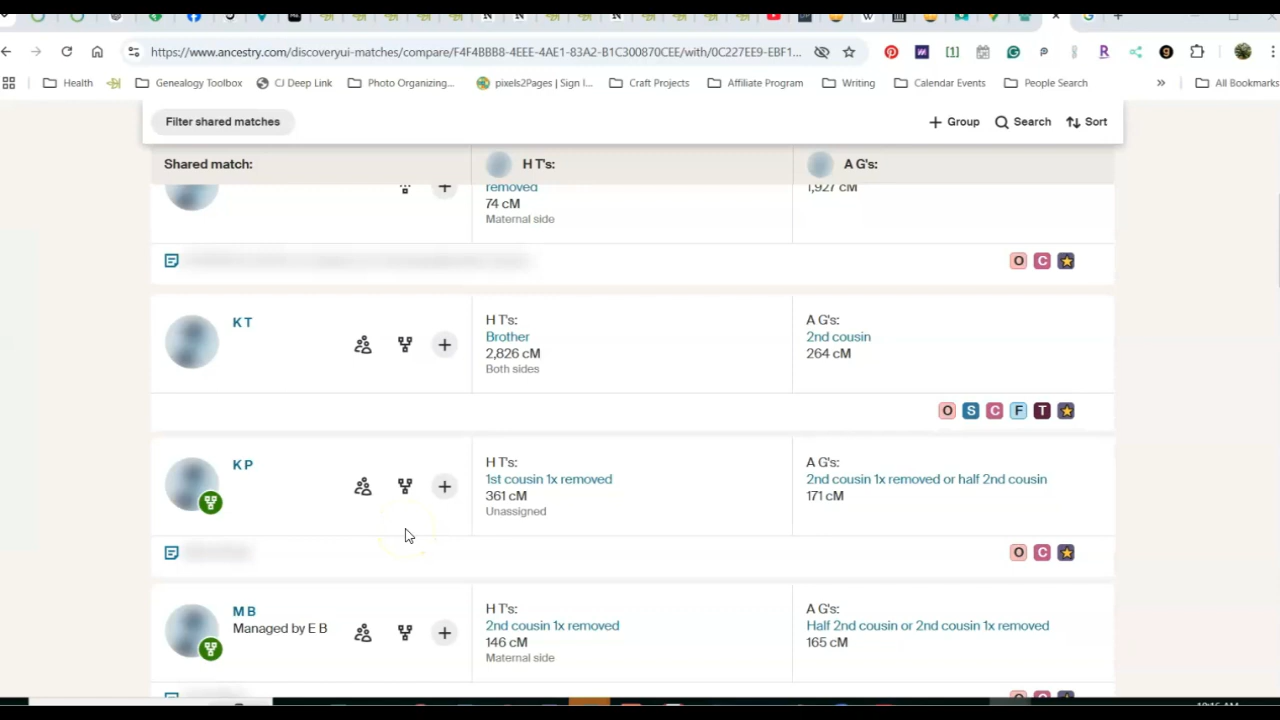 https://www.ancestry.com/discoveryui-matches/compare/F4F4BBB8-4EEE-4AE1-83A2-B1C300870CEE/with/0C227EE9-EBF1...
Health
Genealogy Toolbox
CJ Deep Link
Photo Organizing...
pixels2Pages | Sign I...
Craft Projects
Affiliate Program
Writing
Calendar Events
People Search
All Bookmarks
Filter shared matches
+ Group
Search
Sort
Shared match:
H T's:
A G's:
removed
74 cM
Maternal side
1,927 cM
O C
K T
H T's:
Brother
2,826 cM
Both sides
A G's:
2nd cousin
264 cM
O S C F T
K P
H T's:
1st cousin 1x removed
361 cM
Unassigned
A G's:
2nd cousin 1x removed or half 2nd cousin
171 cM
O C
M B
Managed by E B
H T's:
2nd cousin 1x removed
146 cM
Maternal side
A G's:
Half 2nd cousin or 2nd cousin 1x removed
165 cM